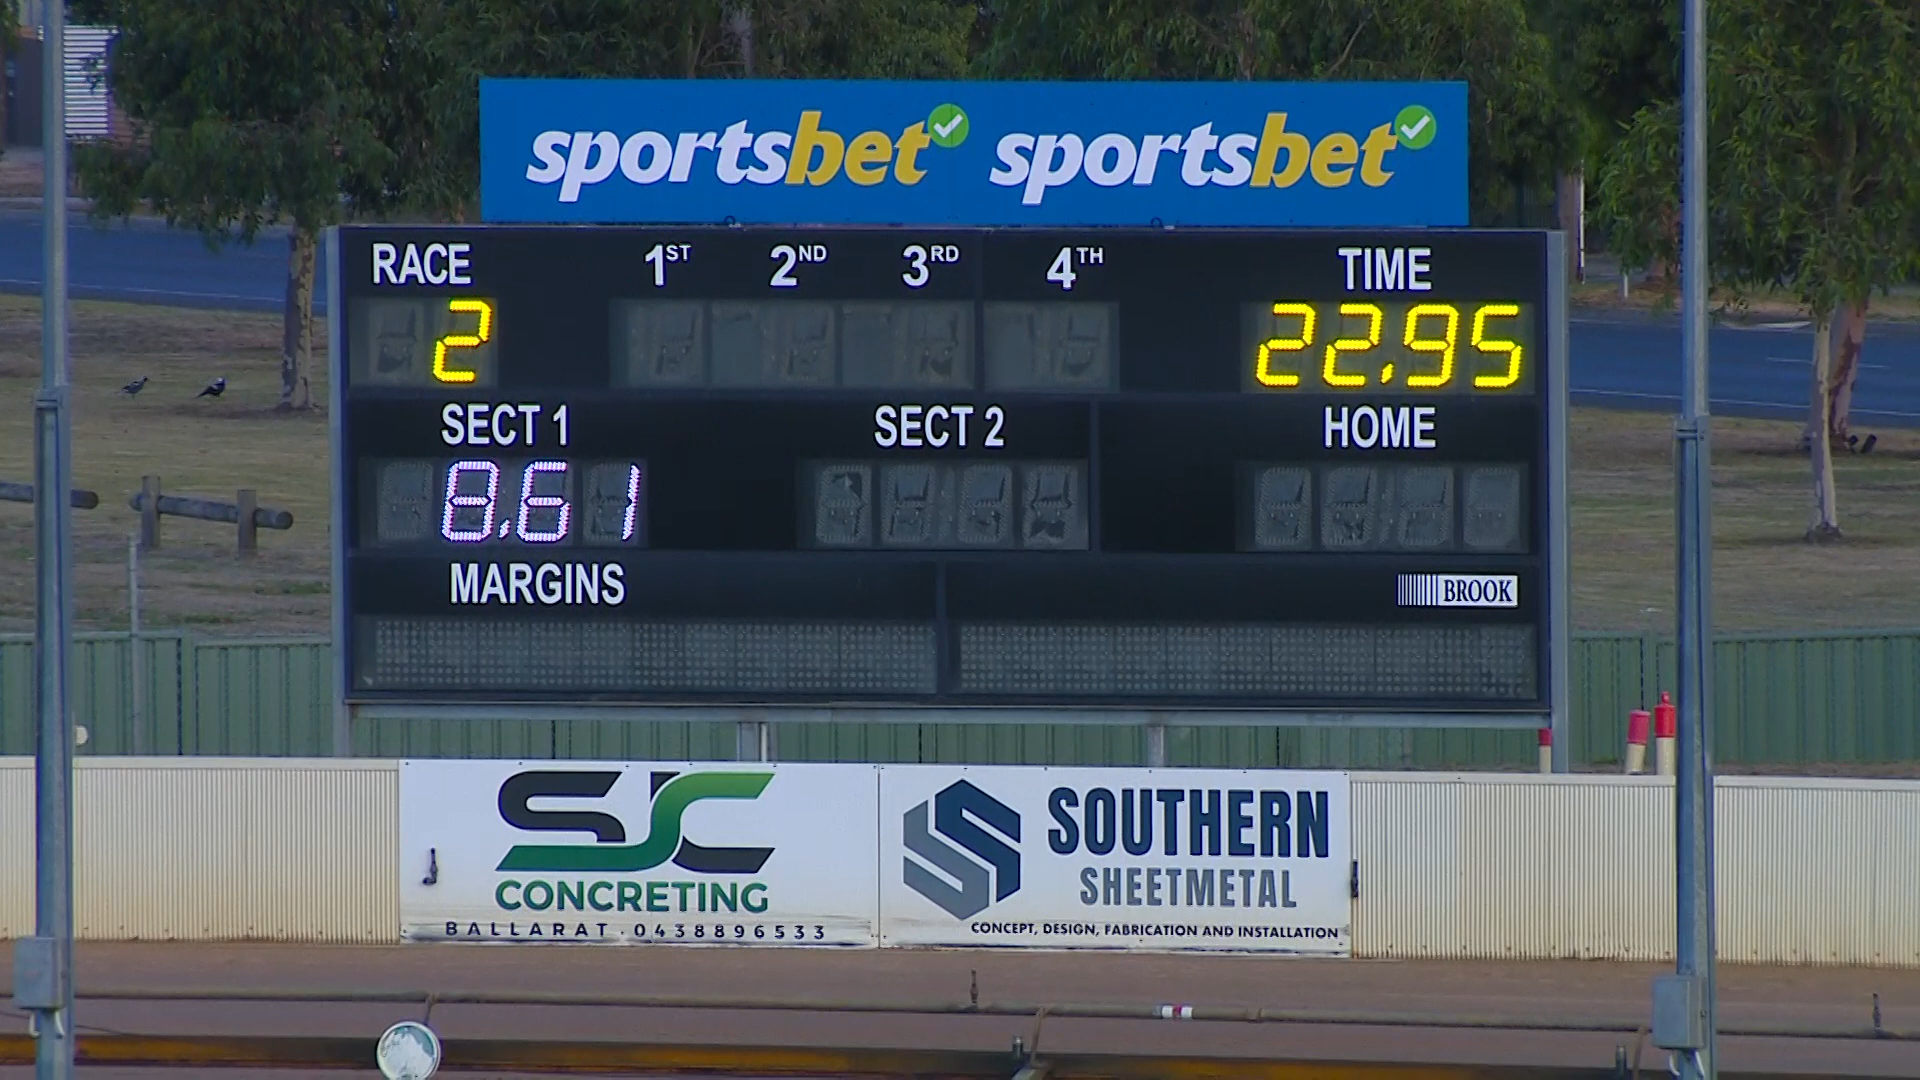 sportsbet sportsbet
RACE 1ST 2ND 3RD 4TH TIME
2 22.95
SECT 1 SECT 2 HOME
8.61
MARGINS BROOK
SJC
CONCRETING
BALLARAT · 0438896533
SOUTHERN
SHEETMETAL
CONCEPT, DESIGN, FABRICATION AND INSTALLATION